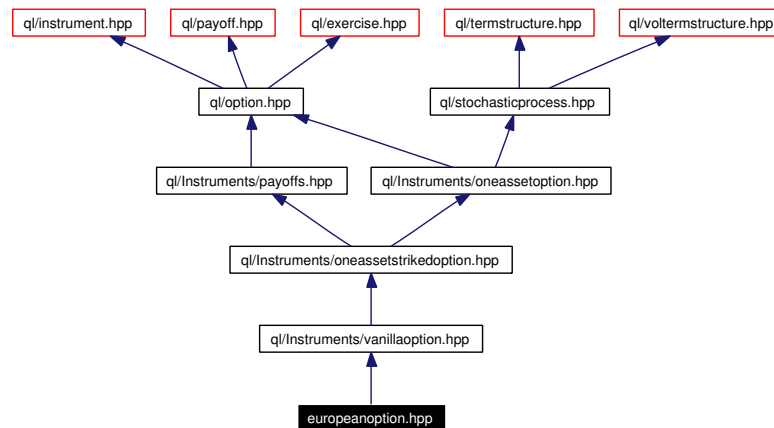 ql/instrument.hpp
ql/payoff.hpp
ql/exercise.hpp
ql/termstructure.hpp
ql/voltermstructure.hpp
ql/option.hpp
ql/stochasticprocess.hpp
ql/Instruments/payoffs.hpp
ql/Instruments/oneassetoption.hpp
ql/Instruments/oneassetstrikedoption.hpp
ql/Instruments/vanillaoption.hpp
europeanoption.hpp